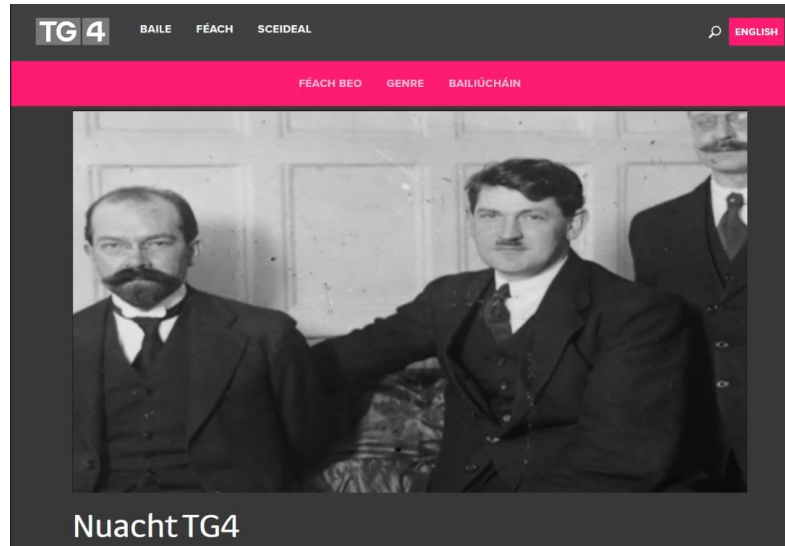 TG4 BAILE FÉACH SCEIDEAL ENGLISH
FÉACH BEO GENRE BAILIÚCHÁIN
Nuacht TG4